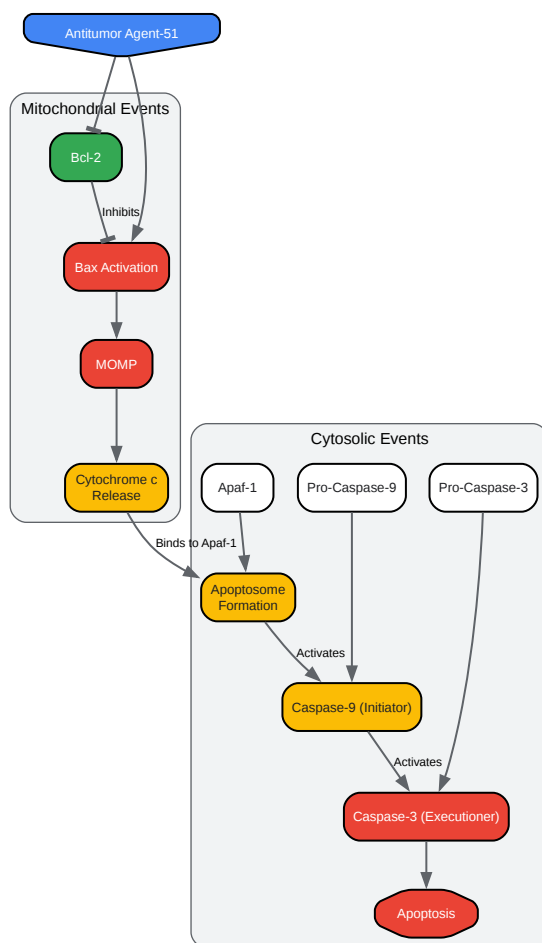 Antitumor Agent-51
Mitochondrial Events
Bcl-2
Inhibits
Bax Activation
MOMP
Cytosolic Events
Cytochrome c
Release
Apaf-1
Pro-Caspase-9
Pro-Caspase-3
Binds to Apaf-1
Apoptosome
Formation
Activates
Caspase-9 (Initiator)
Activates
Caspase-3 (Executioner)
Apoptosis